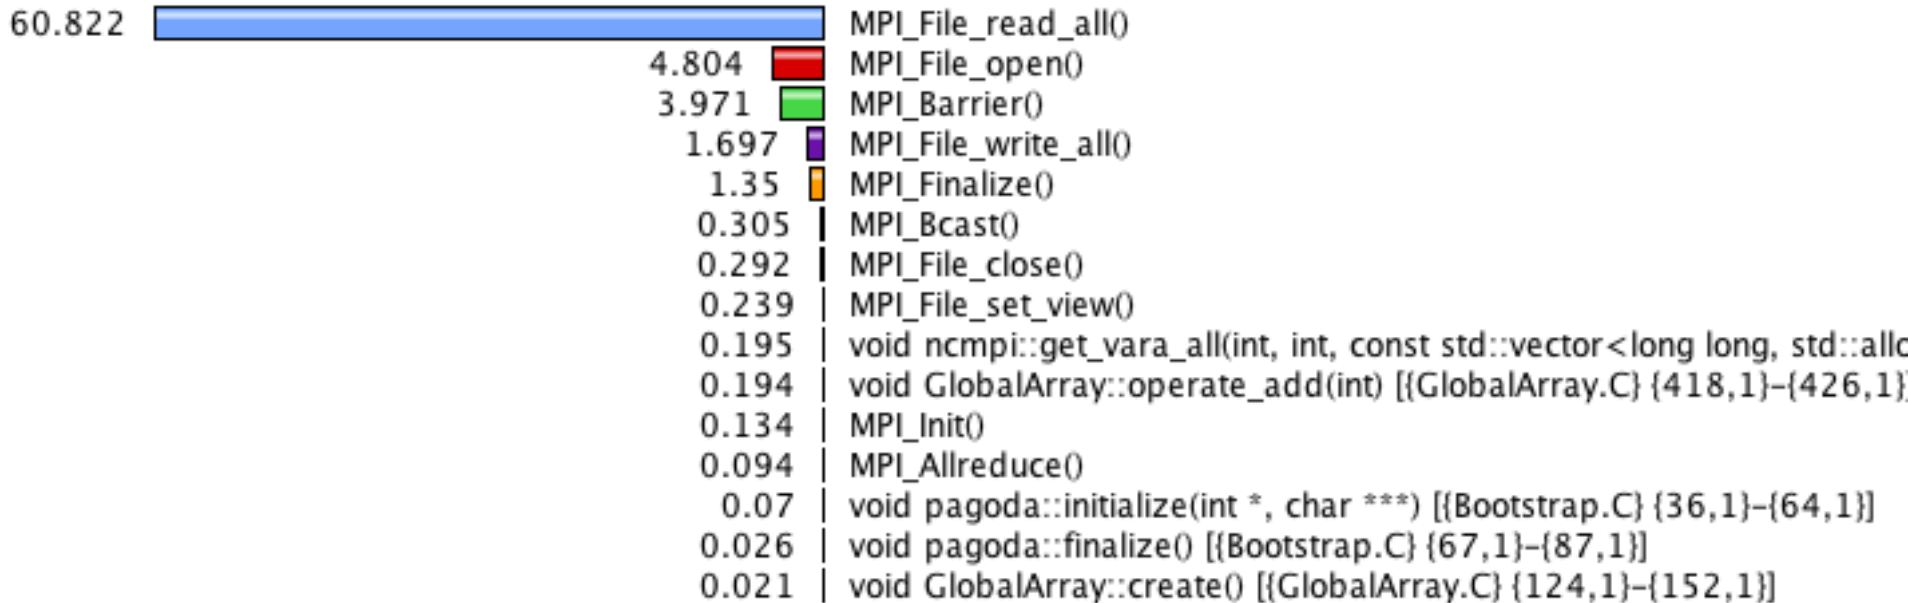 60.822 MPI_File_read_all()
4.804 MPI_File_open()
3.971 MPI_Barrier()
1.697 MPI_File_write_all()
1.35 MPI_Finalize()
0.305 MPI_Bcast()
0.292 MPI_File_close()
0.239 MPI_File_set_view()
0.195 void ncmpi::get_vara_all(int, int, const std::vector<long long, std::allo
0.194 void GlobalArray::operate_add(int) [{GlobalArray.C} {418,1}-{426,1}]
0.134 MPI_Init()
0.094 MPI_Allreduce()
0.07 void pagoda::initialize(int *, char ***) [{Bootstrap.C} {36,1}-{64,1}]
0.026 void pagoda::finalize() [{Bootstrap.C} {67,1}-{87,1}]
0.021 void GlobalArray::create() [{GlobalArray.C} {124,1}-{152,1}]